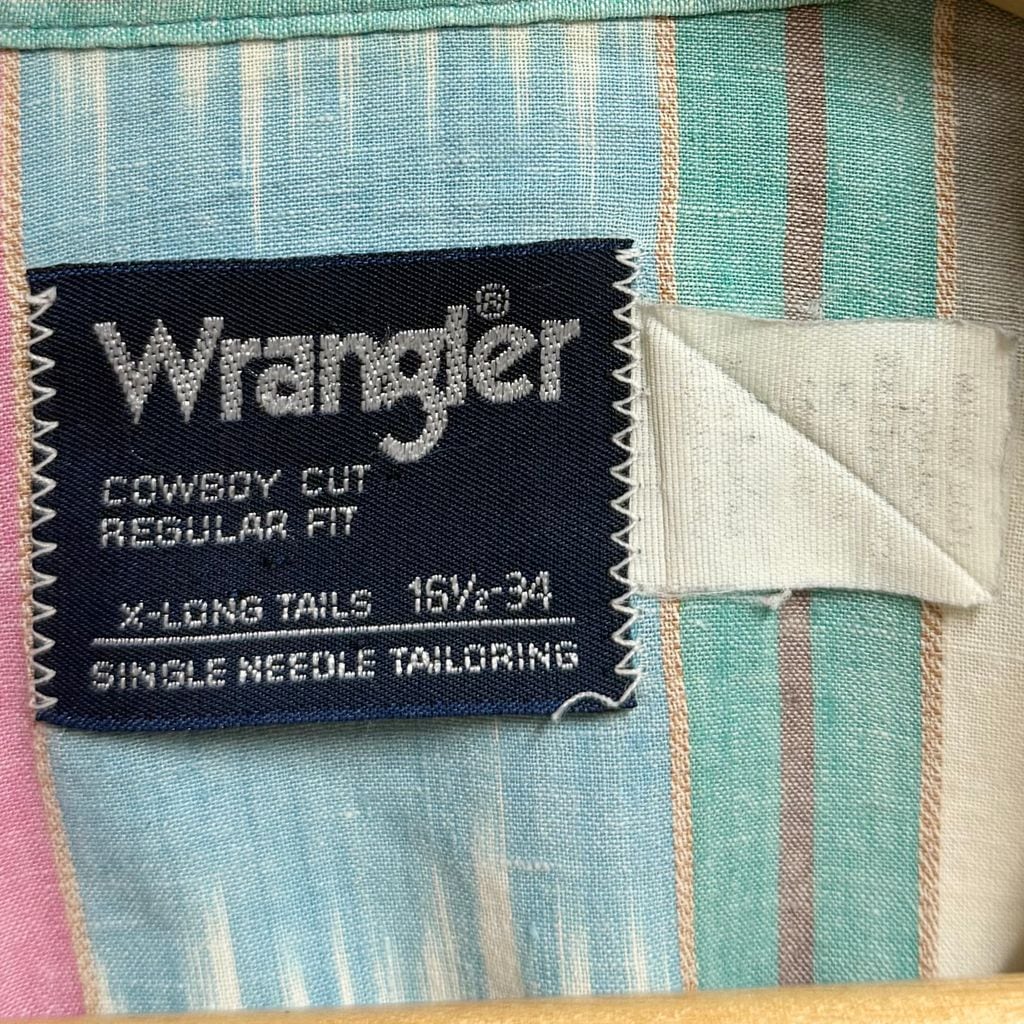 Wrangler®
COWBOY CUT
REGULAR FIT
X-LONG TAILS 16½-34
SINGLE NEEDLE TAILORING